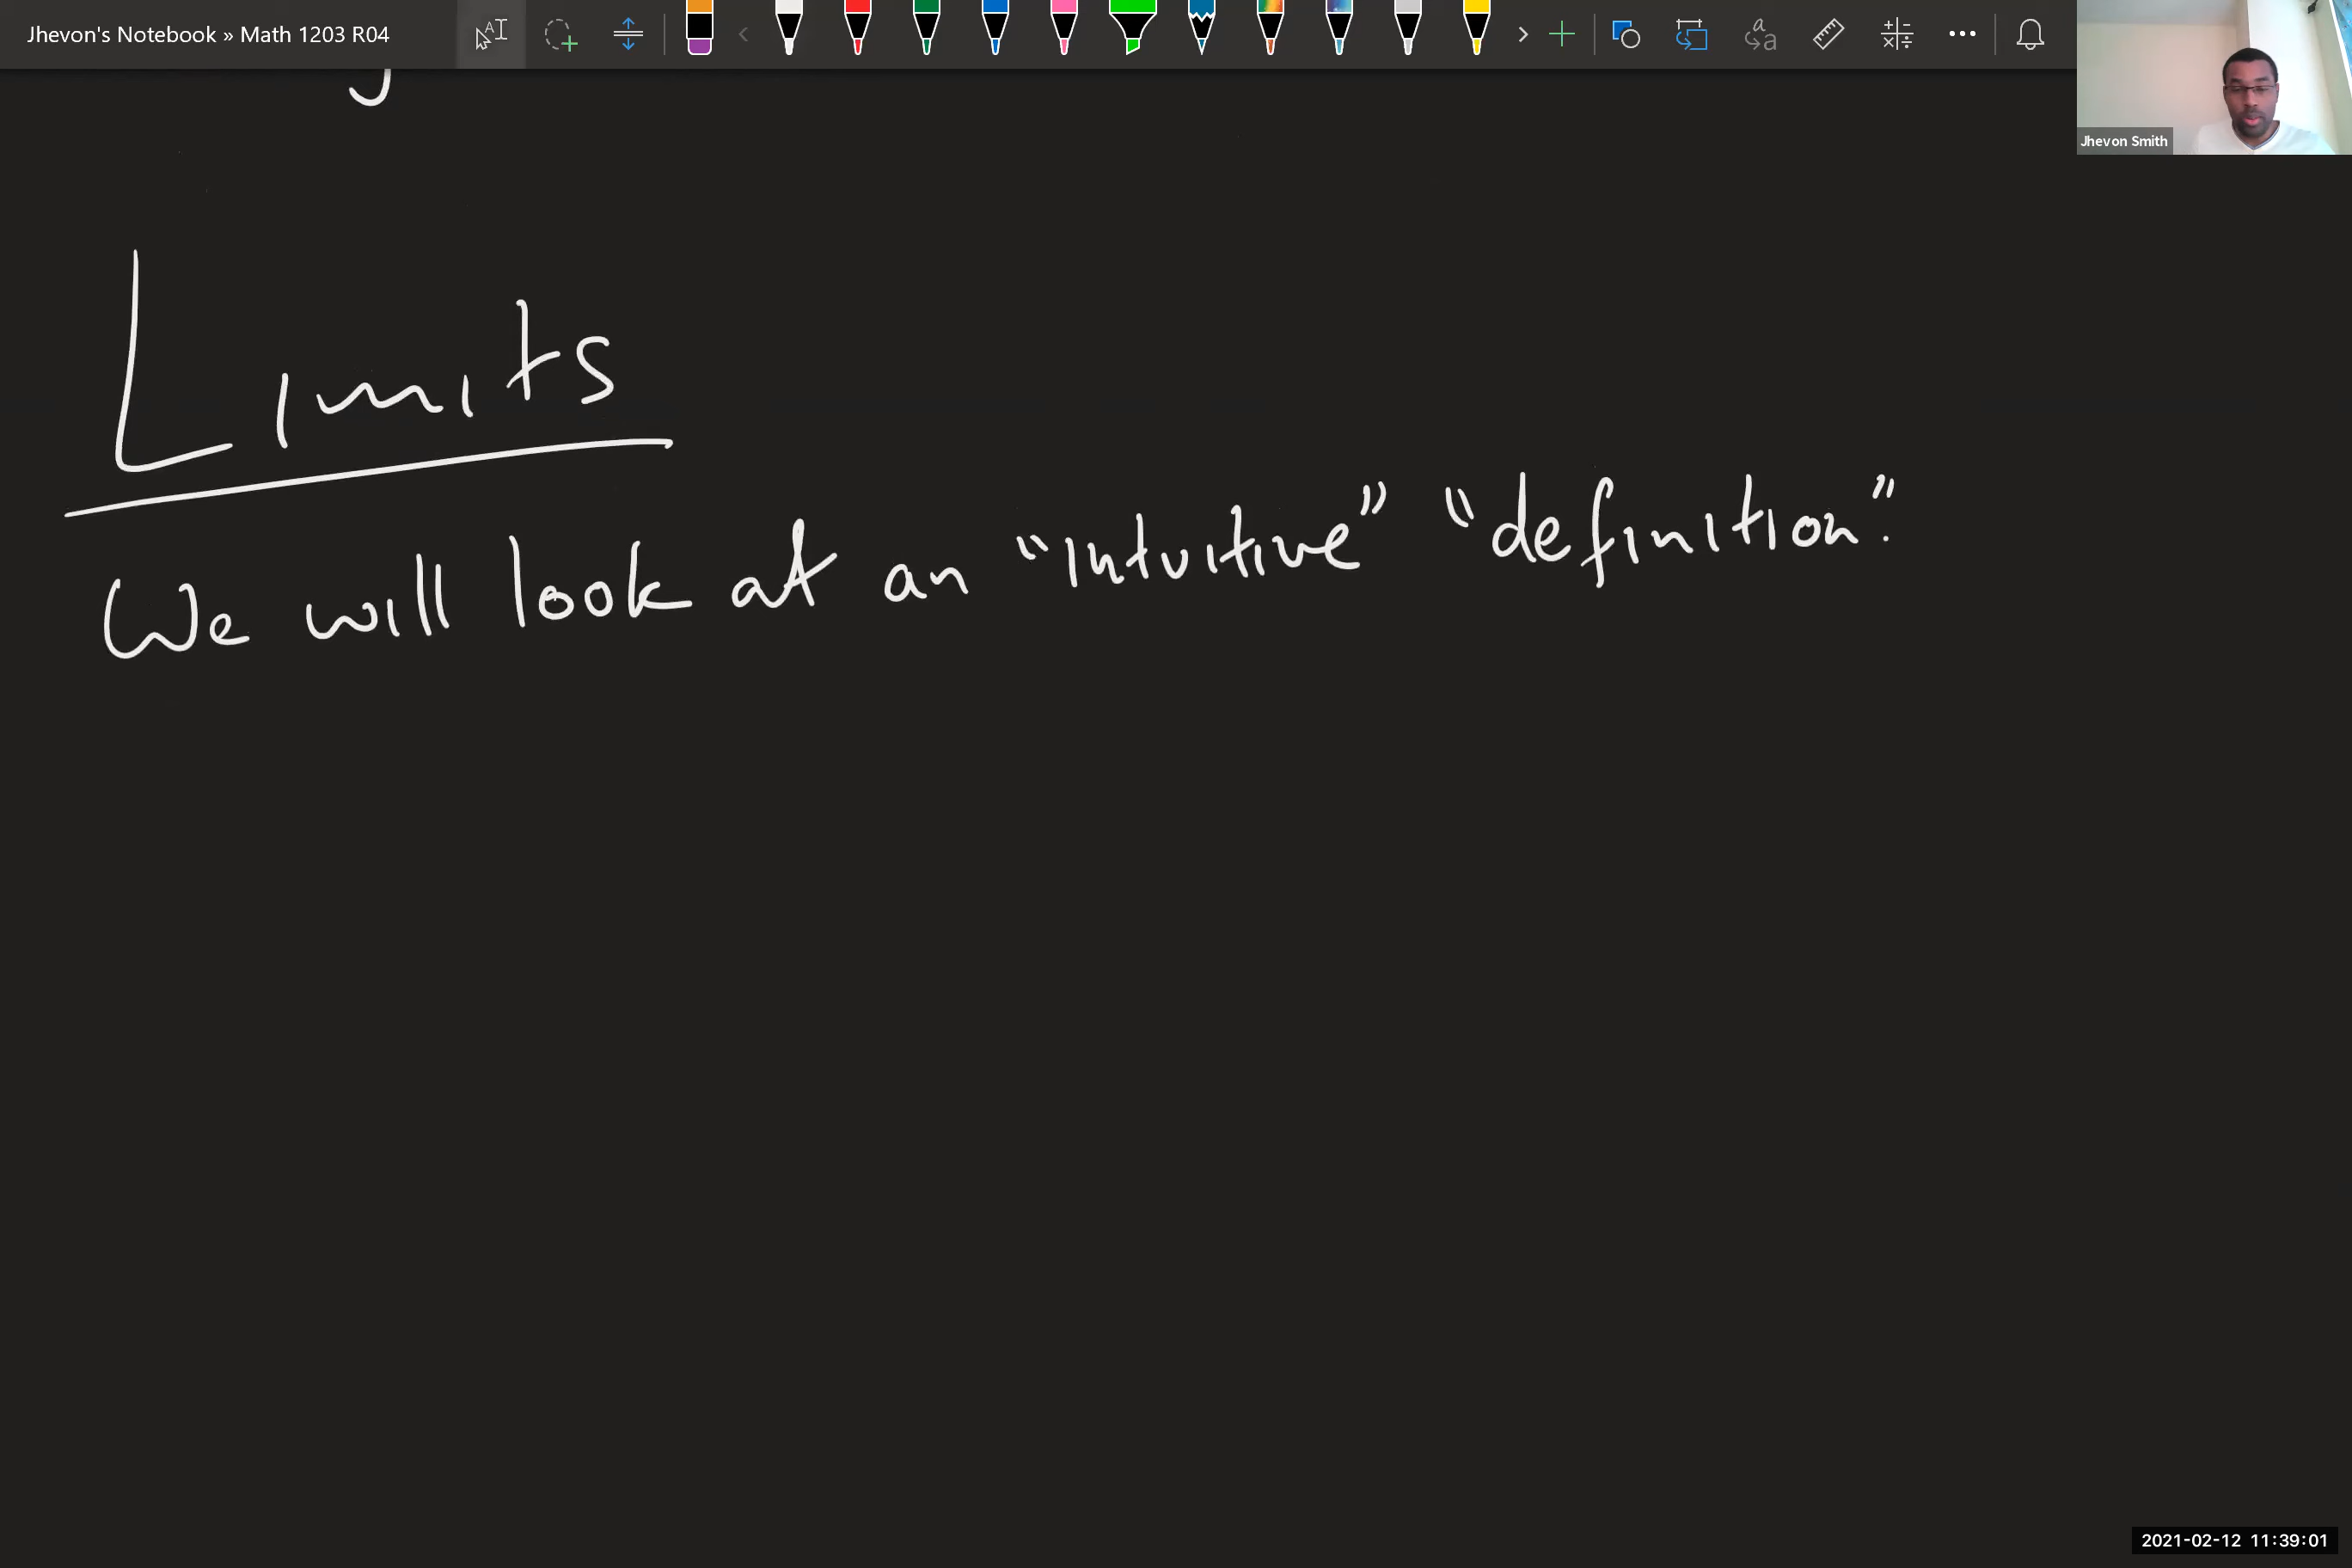 Jhevon's Notebook » Math 1203 R04
Jhevon Smith
Limits
We will look at an “intuitive” “definition”.
2021-02-12 11:39:01